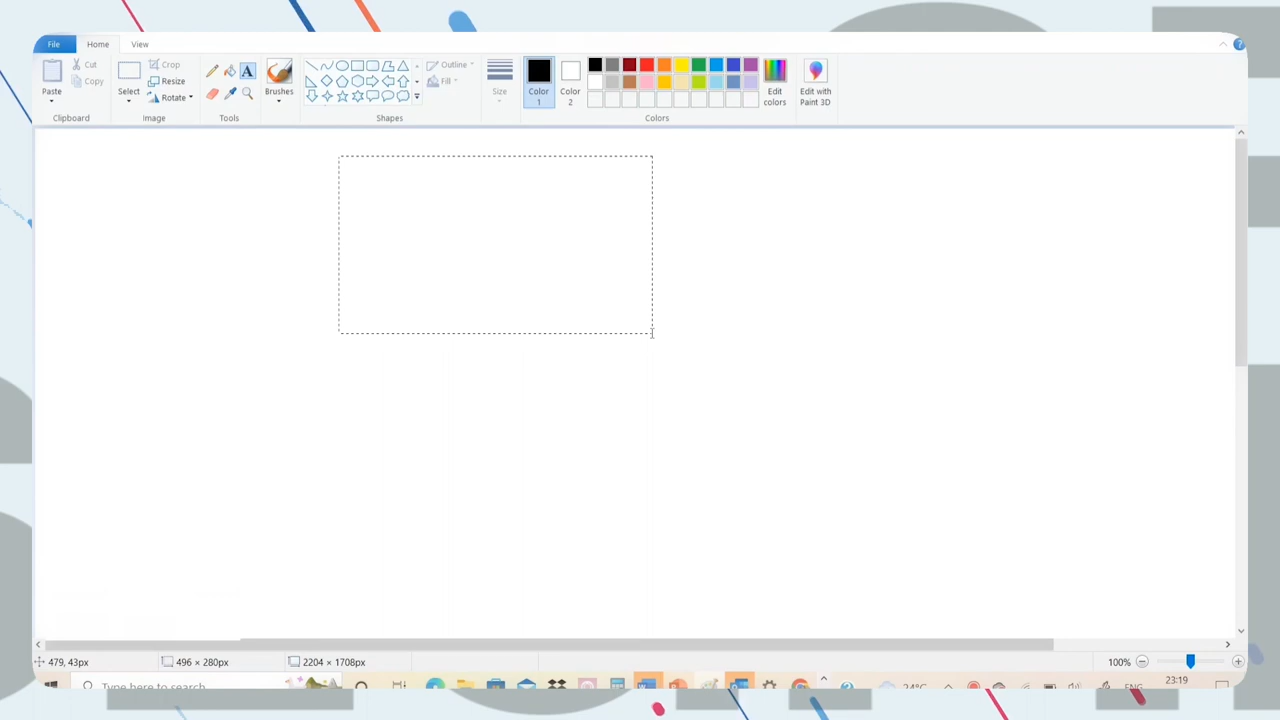 File Home View
Paste Cut Copy
Clipboard
Select Crop Resize Rotate
Image
A
Tools
Brushes
Outline Fill
Shapes
Size
Color 1 Color 2
Edit colors
Colors
Edit with Paint 3D
479, 43px 496 × 280px 2204 × 1708px 100%
Type here to search 24°C ENG 23:19